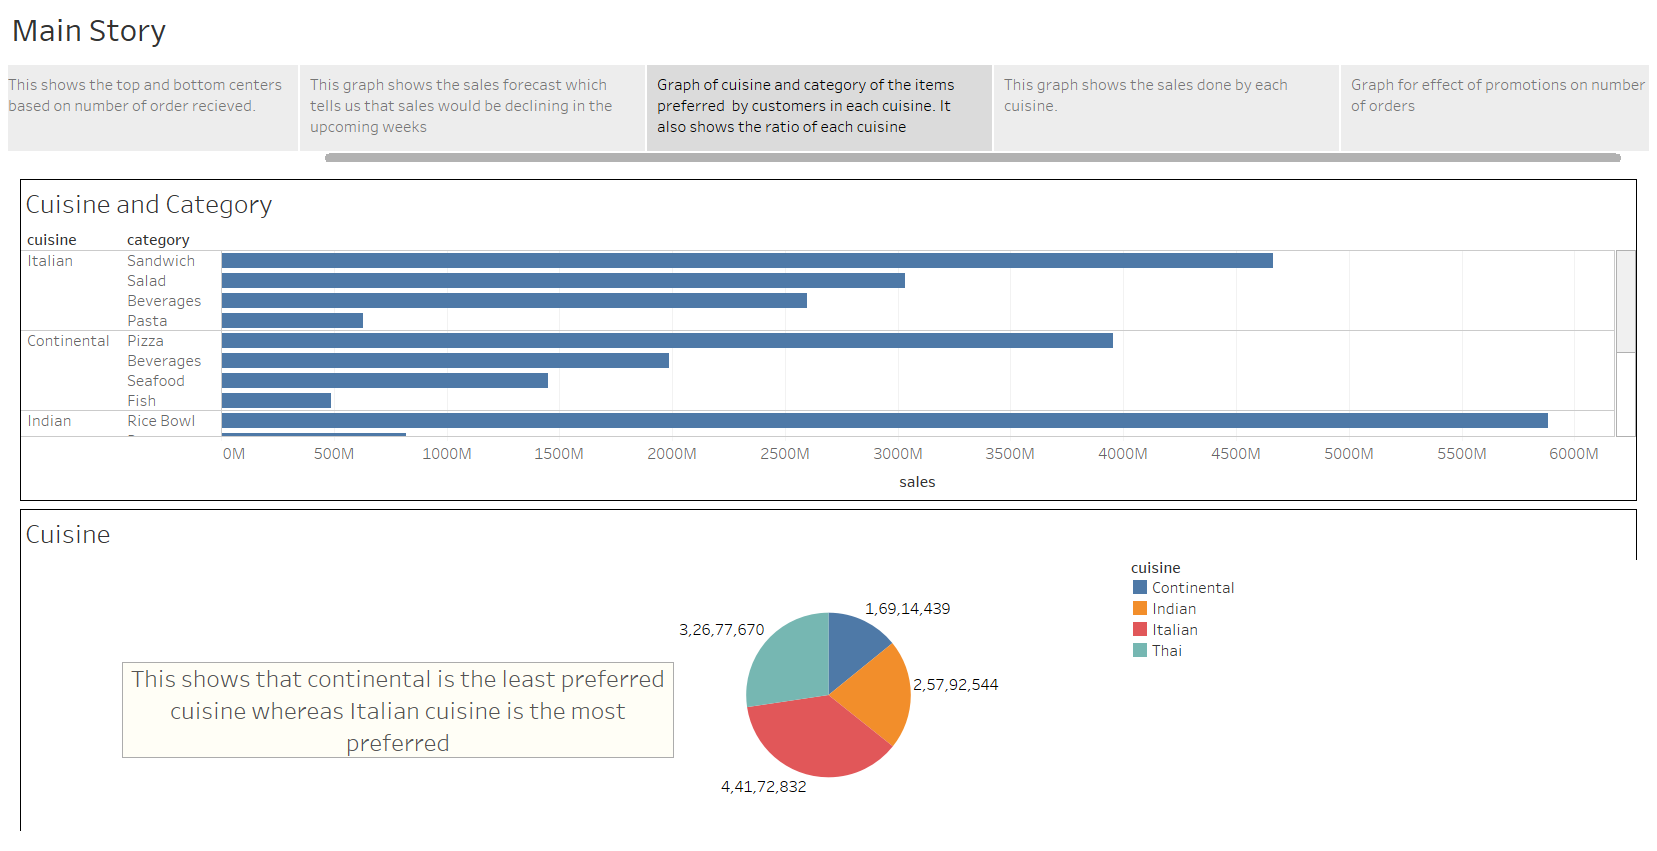 Main Story
This shows the top and bottom centers
based on number of order recieved.
This graph shows the sales forecast which
tells us that sales would be declining in the
upcoming weeks
Graph of cuisine and category of the items
preferred by customers in each cuisine. It
also shows the ratio of each cuisine
This graph shows the sales done by each
cuisine.
Graph for effect of promotions on number
of orders
Cuisine and Category
cuisine category
Italian Sandwich
Salad
Beverages
Pasta
Continental Pizza
Beverages
Seafood
Fish
Indian Rice Bowl
0M 500M 1000M 1500M 2000M 2500M 3000M 3500M 4000M 4500M 5000M 5500M 6000M
sales
Cuisine
cuisine
Continental
Indian
Italian
Thai
1,69,14,439
3,26,77,670
2,57,92,544
4,41,72,832
This shows that continental is the least preferred
cuisine whereas Italian cuisine is the most
preferred